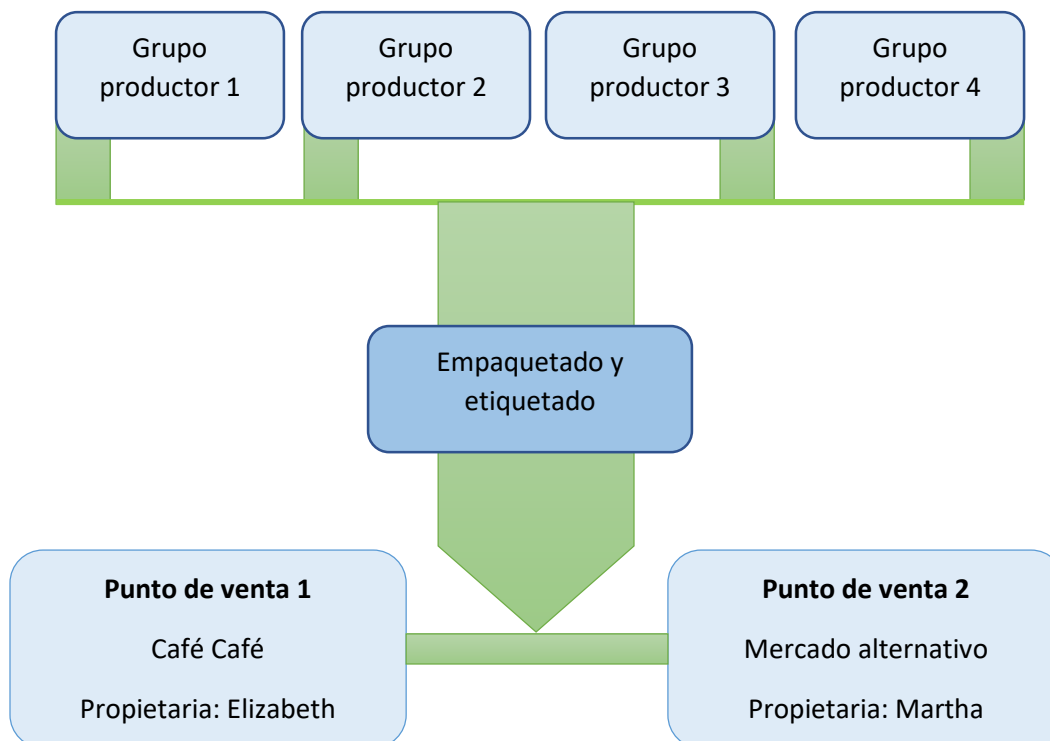 Grupo
productor 1
Grupo
productor 2
Grupo
productor 3
Grupo
productor 4
Empaquetado y
etiquetado
Punto de venta 1
Café Café
Propietaria: Elizabeth
Punto de venta 2
Mercado alternativo
Propietaria: Martha